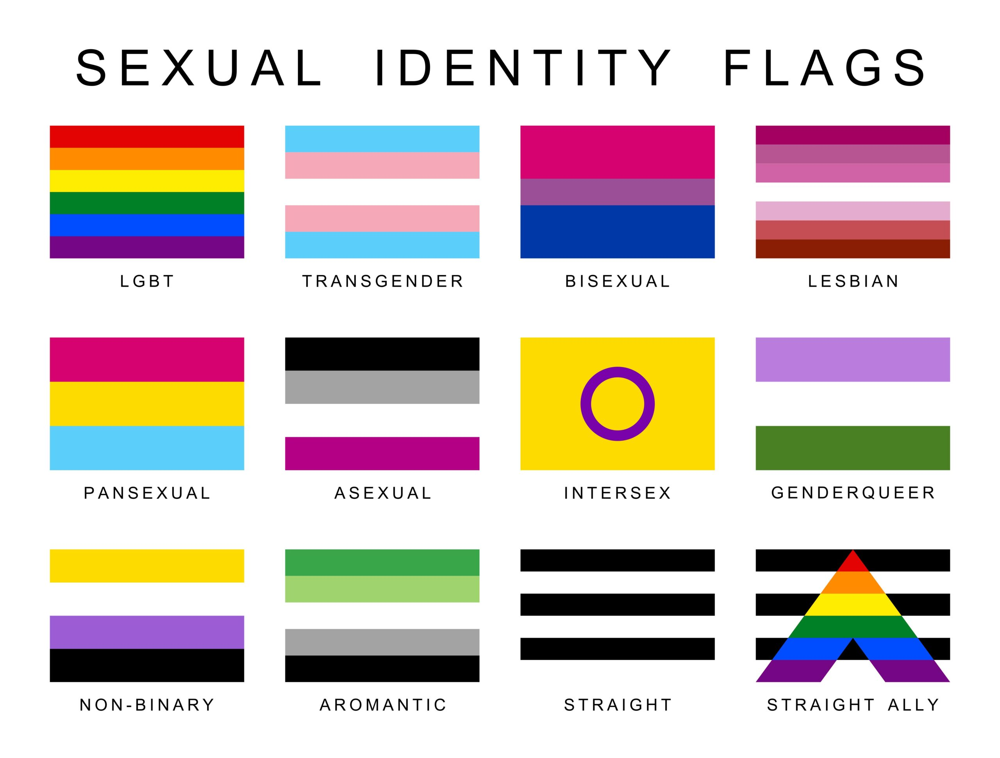 SEXUAL IDENTITY FLAGS
LGBT
TRANSGENDER
BISEXUAL
LESBIAN
PANSEXUAL
ASEXUAL
INTERSEX
GENDERQUEER
NON-BINARY
AROMANTIC
STRAIGHT
STRAIGHT ALLY